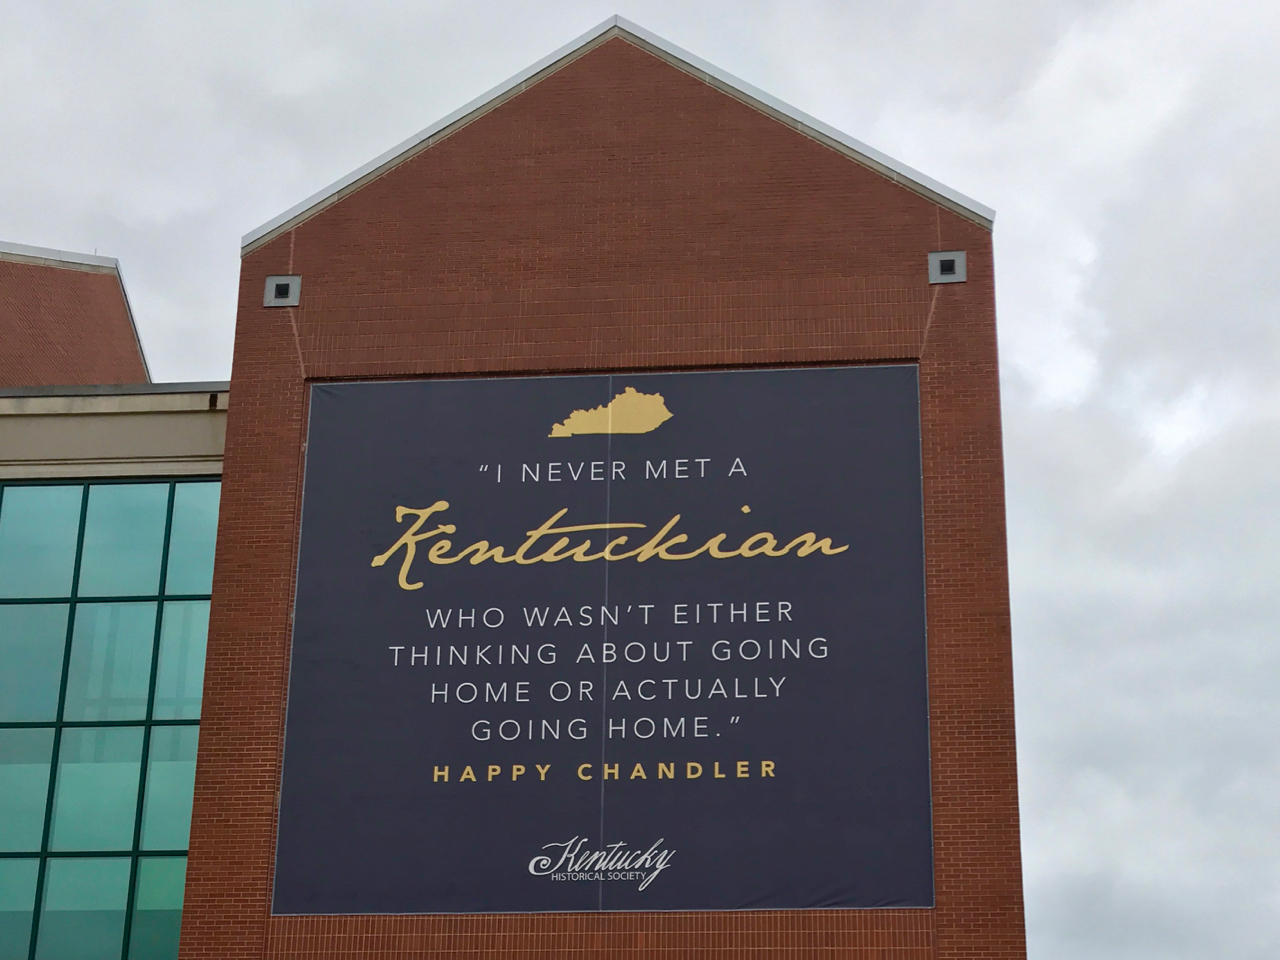 “I NEVER MET A
Kentuckian
WHO WASN’T EITHER
THINKING ABOUT GOING
HOME OR ACTUALLY
GOING HOME.”
HAPPY CHANDLER
Kentucky
HISTORICAL SOCIETY